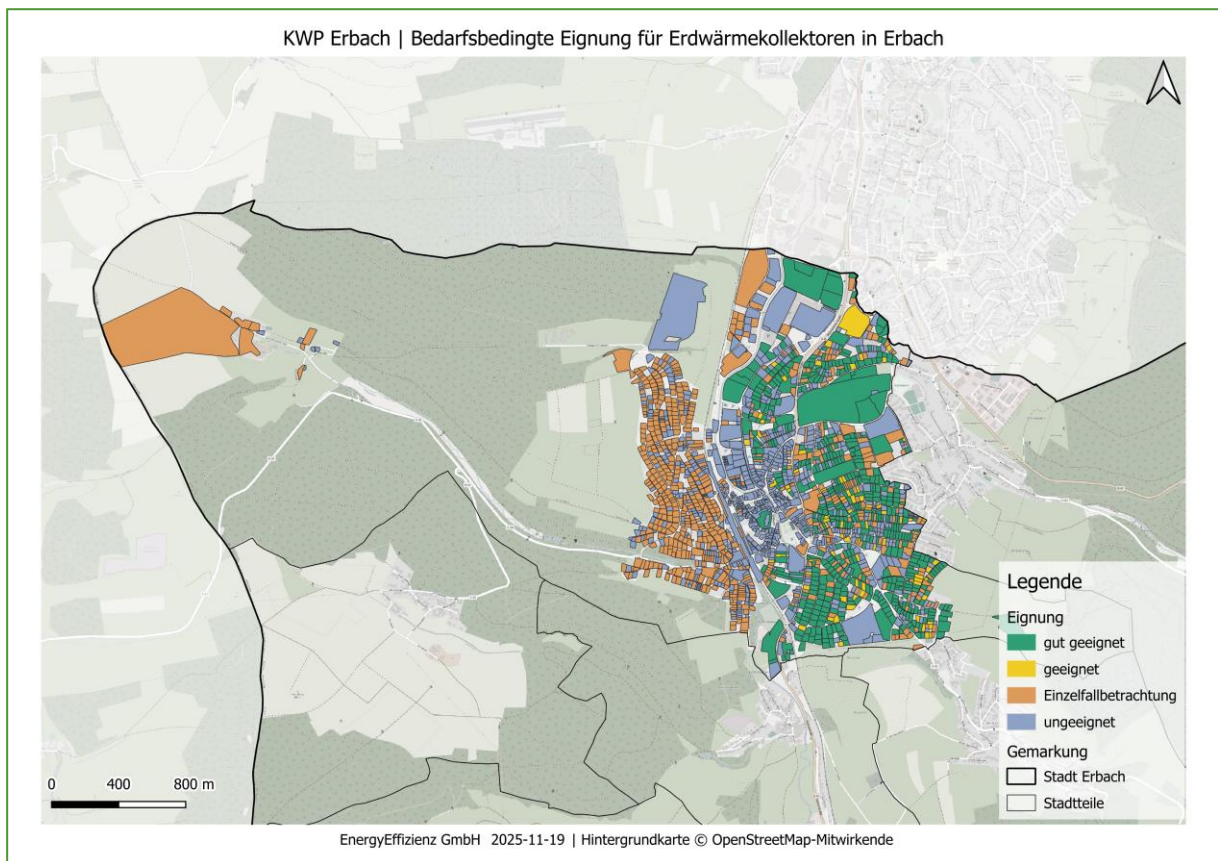 KWP Erbach | Bedarfsbedingte Eignung für Erdwärmekollektoren in Erbach
Legende
Eignung
gut geeignet
geeignet
Einzelfallbetrachtung
ungeeignet
Gemarkung
Stadt Erbach
Stadtteile
0 400 800 m
EnergyEffizienz GmbH 2025-11-19 | Hintergrundkarte © OpenStreetMap-Mitwirkende